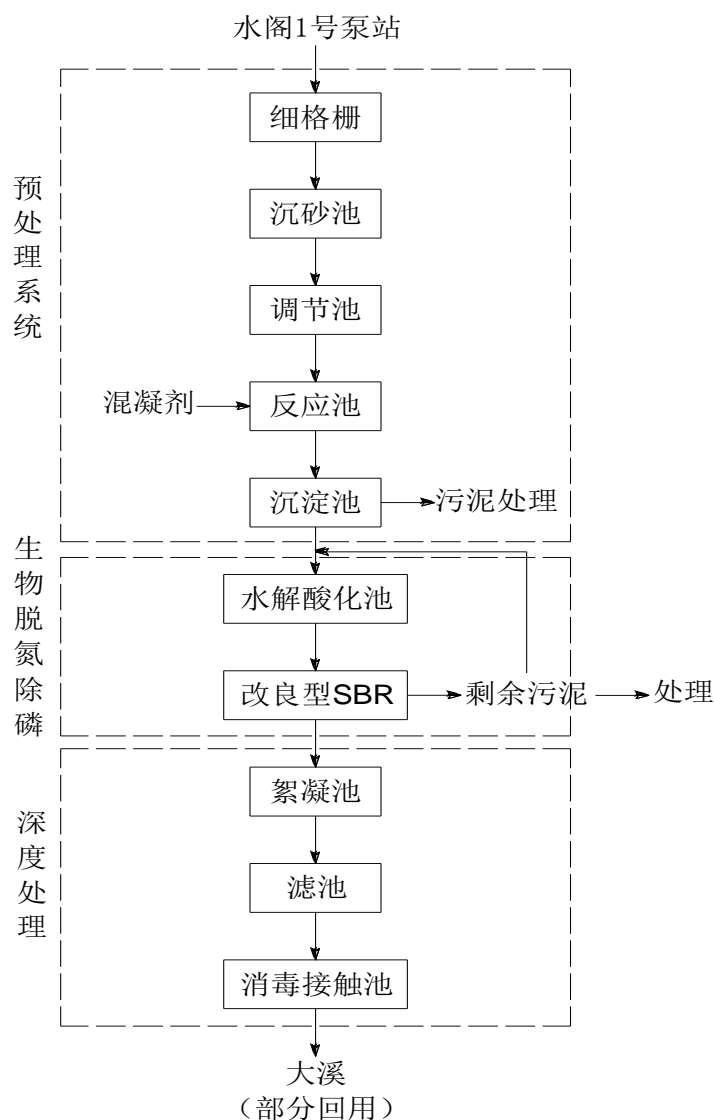 水阁1号泵站
预处理系统
细格栅
沉砂池
调节池
混凝剂
反应池
沉淀池
污泥处理
生物脱氮除磷
水解酸化池
改良型SBR
剩余污泥
处理
深度处理
絮凝池
滤池
消毒接触池
大溪
（部分回用）